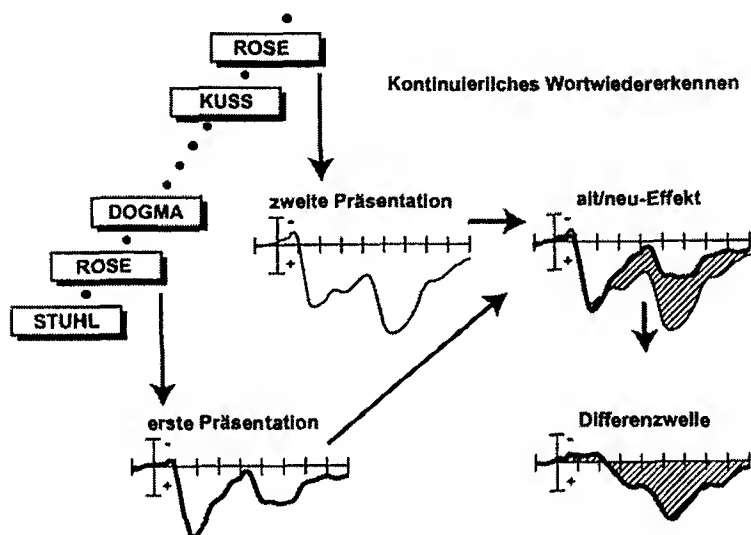 ROSE
KUSS
Kontinuierliches Wortwiedererkennen
DOGMA
ROSE
STUHL
zweite Präsentation
-
+
alt/neu-Effekt
-
+
erste Präsentation
-
+
Differenzwelle
-
+